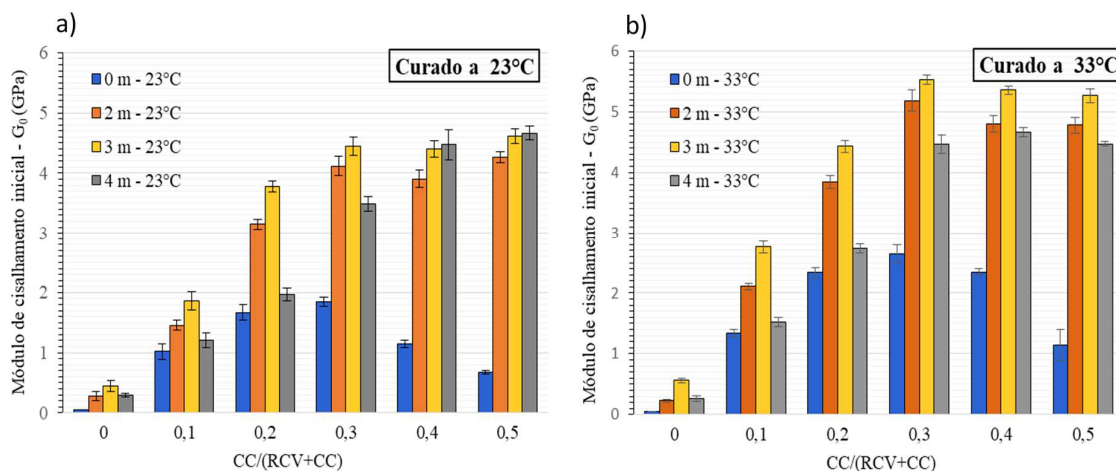 a)
Curado a 23°C
Módulo de cisalhamento inicial - G0 (GPa)
6
5
4
3
2
1
0
0 m - 23°C
2 m - 23°C
3 m - 23°C
4 m - 23°C
0 0,1 0,2 0,3 0,4 0,5
CC/(RCV+CC)
b)
Curado a 33°C
Módulo de cisalhamento inicial - G0 (GPa)
6
5
4
3
2
1
0
0 m - 33°C
2 m - 33°C
3 m - 33°C
4 m - 33°C
0 0,1 0,2 0,3 0,4 0,5
CC/(RCV+CC)